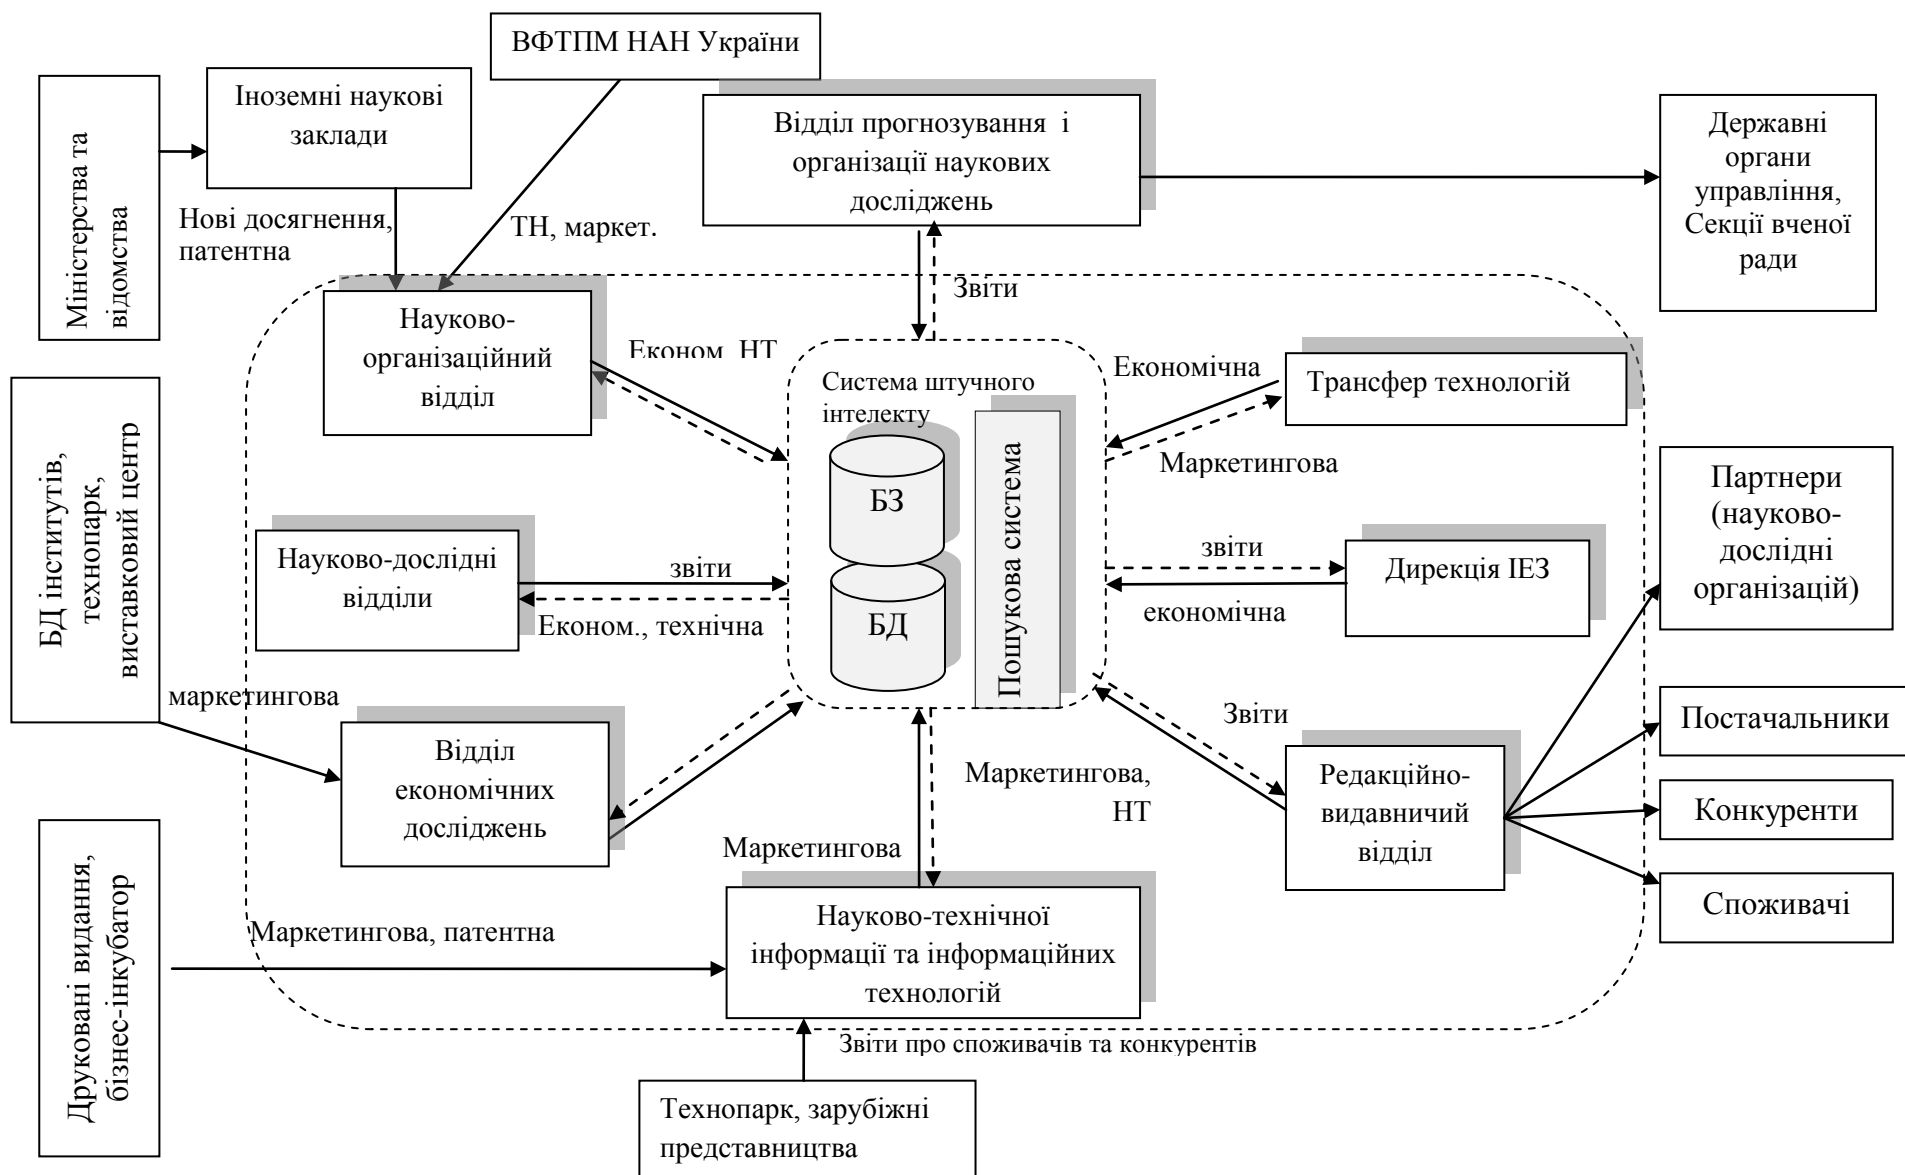 ВФТПМ НАН України
Іноземні наукові
заклади
Міністерства та
відомства
Відділ прогнозування і
організації наукових
досліджень
Державні
органи
управління,
Секції вченої
ради
Нові досягнення,
патентна
ТН, маркет.
Звіти
Науково-
організаційний
відділ
Економ. НТ
Система штучного
інтелекту
БЗ
БД
Пошукова система
Економічна
Трансфер технологій
Маркетингова
БД інститутів,
технопарк,
виставковий центр
Партнери
(науково-
дослідні
організацій)
Науково-дослідні
відділи
звіти
Економ., технічна
звіти
Дирекція ІЕЗ
економічна
маркетингова
Відділ
економічних
досліджень
Звіти
Маркетингова,
НТ
Редакційно-
видавничий
відділ
Постачальники
Конкуренти
Споживачі
Маркетингова
Друковані видання,
бізнес-інкубатор
Маркетингова, патентна
Науково-технічної
інформації та інформаційних
технологій
Звіти про споживачів та конкурентів
Технопарк, зарубіжні
представництва